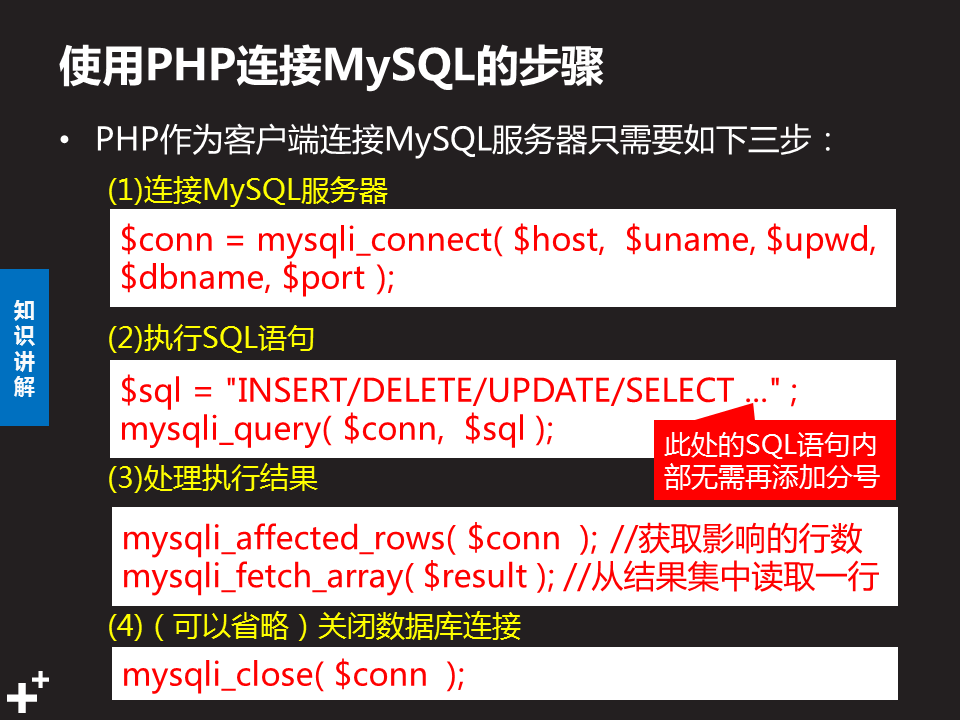 使用PHP连接MySQL的步骤
• PHP作为客户端连接MySQL服务器只需要如下三步：
(1)连接MySQL服务器
$conn = mysqli_connect( $host,  $uname, $upwd,
$dbname, $port );
(2)执行SQL语句
$sql = "INSERT/DELETE/UPDATE/SELECT ..." ;
mysqli_query( $conn,  $sql );
此处的SQL语句内
部无需再添加分号
(3)处理执行结果
mysqli_affected_rows( $conn  );  //获取影响的行数
mysqli_fetch_array( $result ); //从结果集中读取一行
(4)（可以省略）关闭数据库连接
mysqli_close( $conn  );
知
识
讲
解